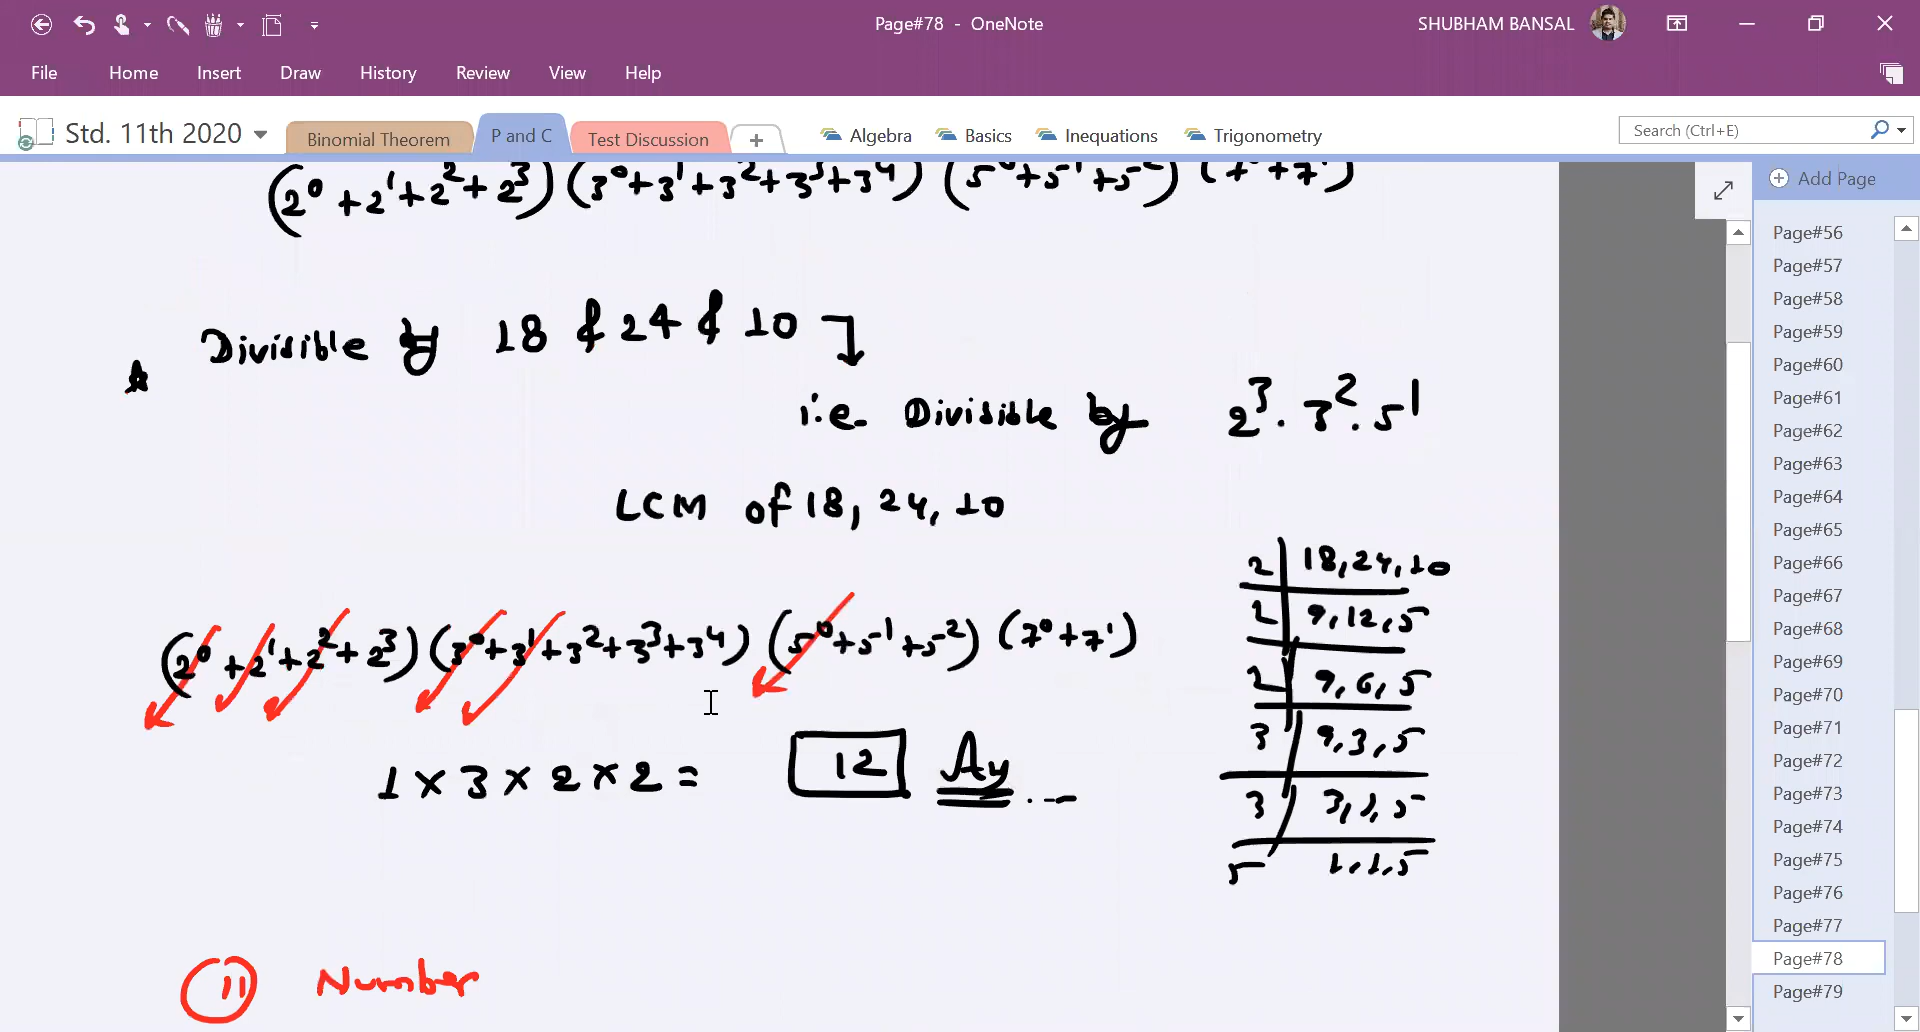 Page#78 - OneNote
SHUBHAM BANSAL
File Home Insert Draw History Review View Help
Std. 11th 2020
Binomial Theorem
P and C
Test Discussion
+
Algebra
Basics
Inequations
Trigonometry
Search (Ctrl+E)
Add Page
(2⁰ + 2¹ + 2² + 2³) (3⁰ + 3¹ + 3² + 3³ + 3⁴) (5⁰ + 5¹ + 5²) (7⁰ + 7¹)
Divisible by 18 & 24 & 10
i.e. Divisible by 2³ . 3² . 5¹
LCM of 18, 24, 10
(2⁰ + 2¹ + 2² + 2³) (3⁰ + 3¹ + 3² + 3³ + 3⁴) (5⁰ + 5¹ + 5²) (7⁰ + 7¹)
1 × 3 × 2 × 2 = 12
2 | 18, 24, 10
2 | 9, 12, 5
2 | 9, 6, 5
3 | 9, 3, 5
3 | 3, 1, 5
5 1, 1, 5
11 Number
Page#56
Page#57
Page#58
Page#59
Page#60
Page#61
Page#62
Page#63
Page#64
Page#65
Page#66
Page#67
Page#68
Page#69
Page#70
Page#71
Page#72
Page#73
Page#74
Page#75
Page#76
Page#77
Page#78
Page#79